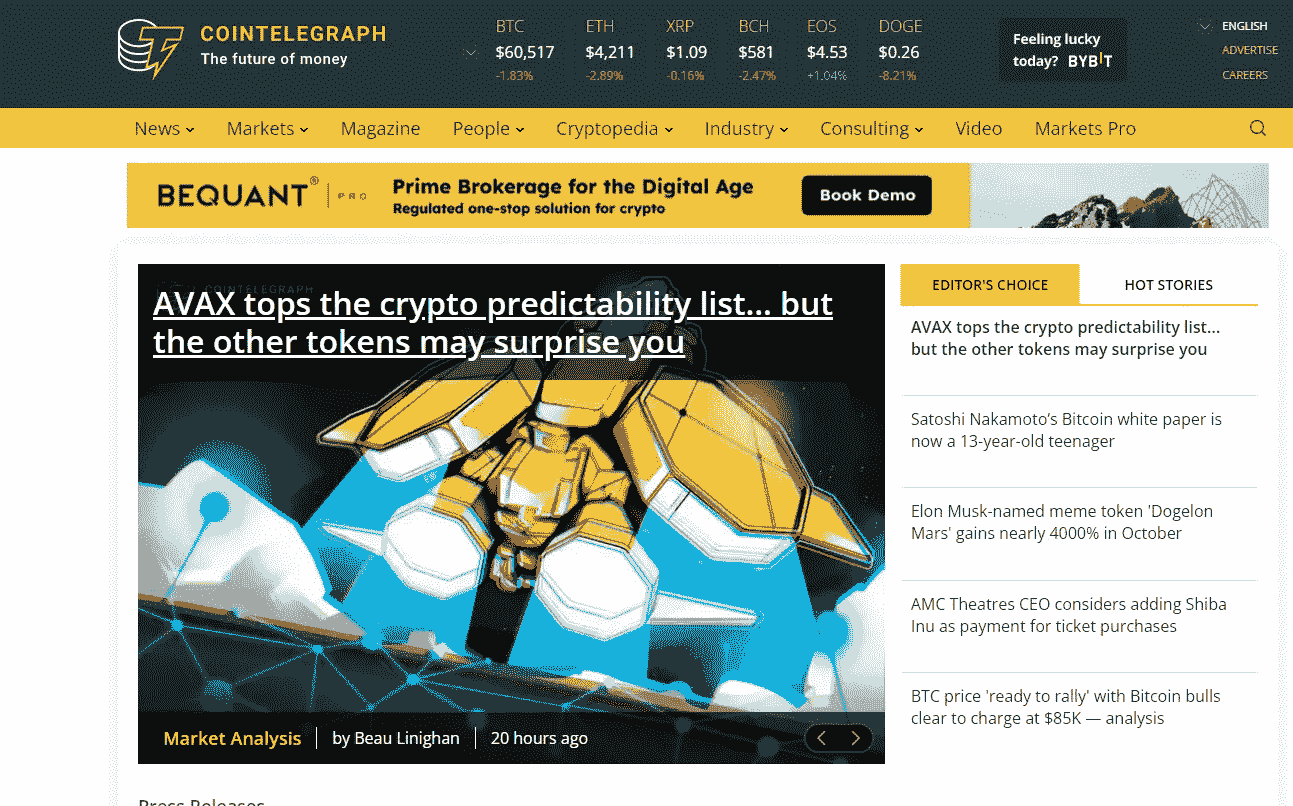 COINTELEGRAPH
The future of money
BTC ETH XRP BCH EOS DOGE
$60,517 $4,211 $1.09 $581 $4.53 $0.26
-1.83% -2.89% -0.16% -2.47% +1.04% -8.21%
Feeling lucky
today? BYBIT
ENGLISH
ADVERTISE
CAREERS
News Markets Magazine People Cryptopedia Industry Consulting Video Markets Pro
BEQUANT® PRO
Prime Brokerage for the Digital Age
Regulated one-stop solution for crypto
Book Demo
COINTELEGRAPH
AVAX tops the crypto predictability list... but
the other tokens may surprise you
Market Analysis by Beau Linighan 20 hours ago
EDITOR'S CHOICE HOT STORIES
AVAX tops the crypto predictability list...
but the other tokens may surprise you
Satoshi Nakamoto’s Bitcoin white paper is
now a 13-year-old teenager
Elon Musk-named meme token 'Dogelon
Mars' gains nearly 4000% in October
AMC Theatres CEO considers adding Shiba
Inu as payment for ticket purchases
BTC price 'ready to rally' with Bitcoin bulls
clear to charge at $85K — analysis
Press Releases